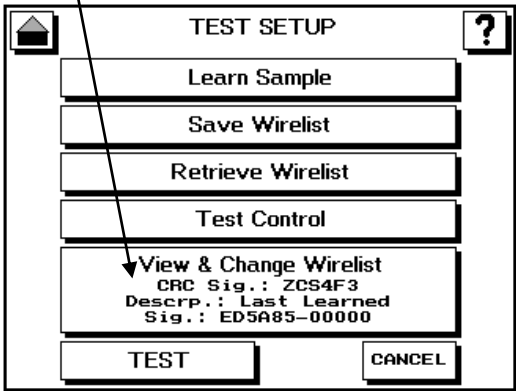 TEST SETUP
?
Learn Sample
Save Wirelist
Retrieve Wirelist
Test Control
View & Change Wirelist
CRC Sig.: ZCS4F3
Descrp.: Last Learned
Sig.: ED5A85-00000
TEST
CANCEL